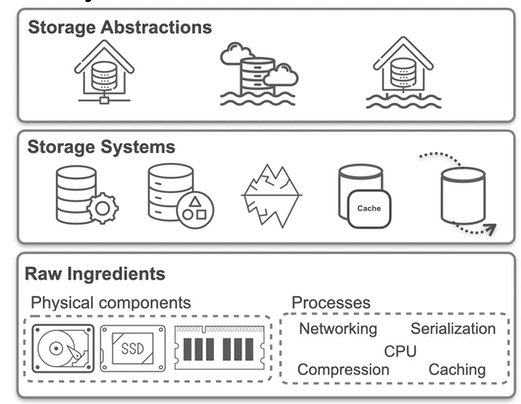 Storage Abstractions
Storage Systems
Cache
Raw Ingredients
Physical components
SSD
Processes
Networking Serialization
CPU
Compression Caching